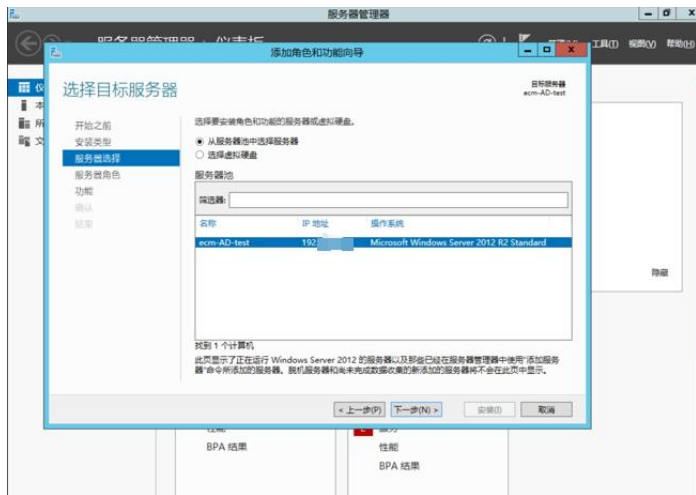 服务器管理器
工具(T) 视图(V) 帮助(H)
添加角色和功能向导
选择目标服务器
目标服务器
ecm-AD-test
开始之前
安装类型
服务器选择
服务器角色
功能
确认
结果
选择要安装角色和功能的服务器或虚拟硬盘。
从服务器池中选择服务器
选择虚拟硬盘
服务器池
筛选器:
名称 IP 地址 操作系统
ecm-AD-test 192. Microsoft Windows Server 2012 R2 Standard
找到 1 个计算机
此页显示了正在运行 Windows Server 2012 的服务器以及那些已经在服务器管理器中使用"添加服务
器"命令所添加的服务器。脱机服务器和尚未完成数据收集的新添加的服务器将不会在此页中显示。
< 上一步(P) 下一步(N) > 安装(I) 取消
隐藏
BPA 结果
性能
BPA 结果